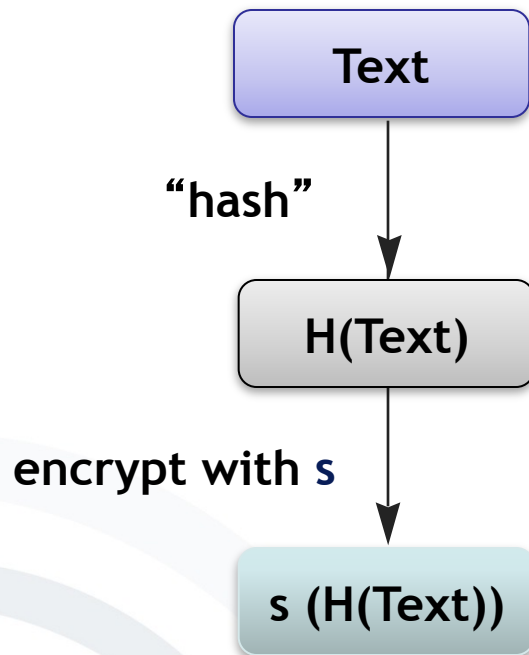 Text
“hash”
H(Text)
encrypt with s
s (H(Text))